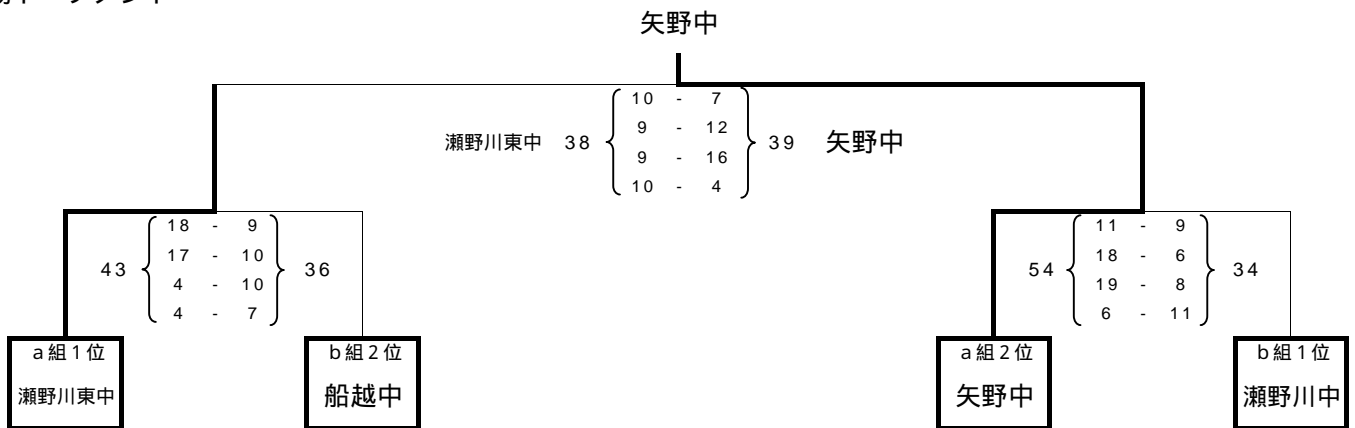 矢野中
10 - 7
瀬野川東中 38 9 - 12 39 矢野中
9 - 16
10 - 4
18 - 9
43 17 - 10 36
4 - 10
4 - 7
11 - 9
54 18 - 6 34
19 - 8
6 - 11
a組1位
瀬野川東中
b組2位
船越中
a組2位
矢野中
b組1位
瀬野川中